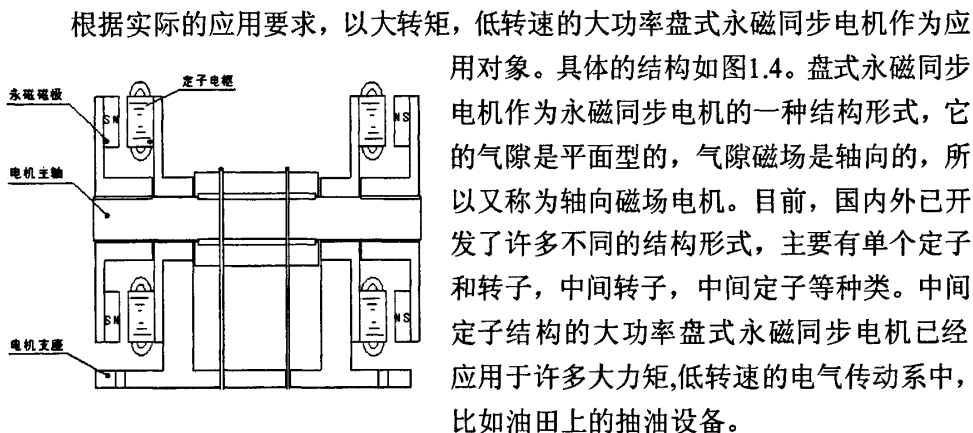 根据实际的应用要求，以大转矩，低转速的大功率盘式永磁同步电机作为应
用对象。具体的结构如图1.4。盘式永磁同步
电机作为永磁同步电机的一种结构形式，它
的气隙是平面型的，气隙磁场是轴向的，所
以又称为轴向磁场电机。目前，国内外已开
发了许多不同的结构形式，主要有单个定子
和转子，中间转子，中间定子等种类。中间
定子结构的大功率盘式永磁同步电机已经
应用于许多大力矩,低转速的电气传动系中，
比如油田上的抽油设备。
定子电枢
永磁磁极
SN
NS
电机主轴
SN
NS
电机支座